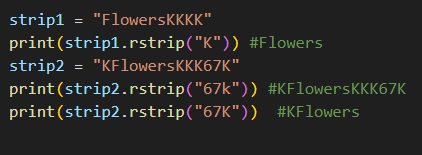 strip1 = "FlowersKKKK"
print(strip1.rstrip("K")) #Flowers
strip2 = "KFlowersKKK67K"
print(strip2.rstrip("67k")) #KFlowersKKK67K
print(strip2.rstrip("67K"))  #KFlowers